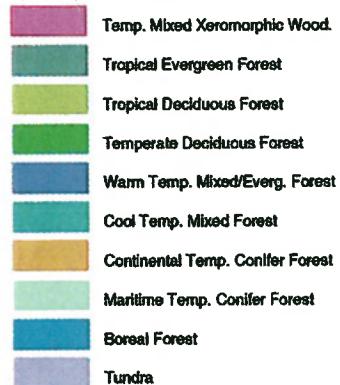 Temp. Mixed Xeromorphic Wood.
Tropical Evergreen Forest
Tropical Deciduous Forest
Temperate Deciduous Forest
Warm Temp. Mixed/Everg. Forest
Cool Temp. Mixed Forest
Continental Temp. Conifer Forest
Maritime Temp. Conifer Forest
Boreal Forest
Tundra